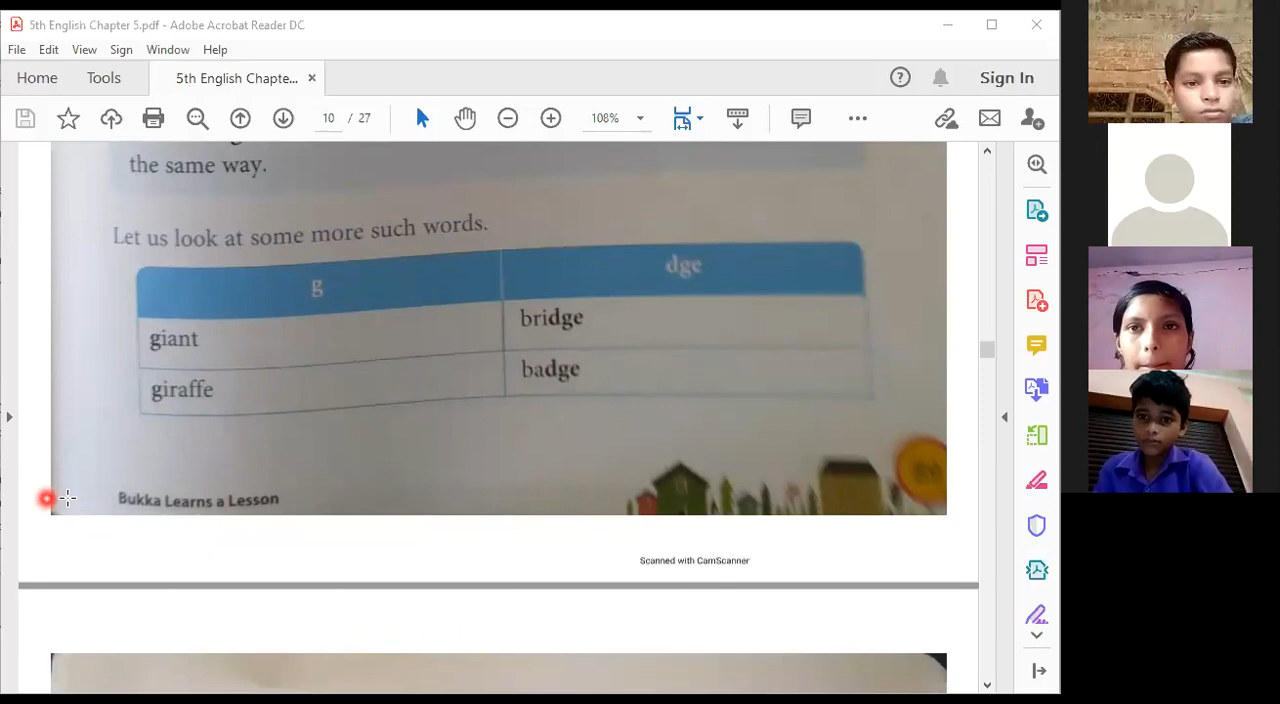 5th English Chapter 5.pdf - Adobe Acrobat Reader DC
File Edit View Sign Window Help
Home Tools 5th English Chapte... Sign In
10 / 27 108%
the same way.
Let us look at some more such words.
g dge
giant bridge
giraffe badge
Bukka Learns a Lesson
Scanned with CamScanner